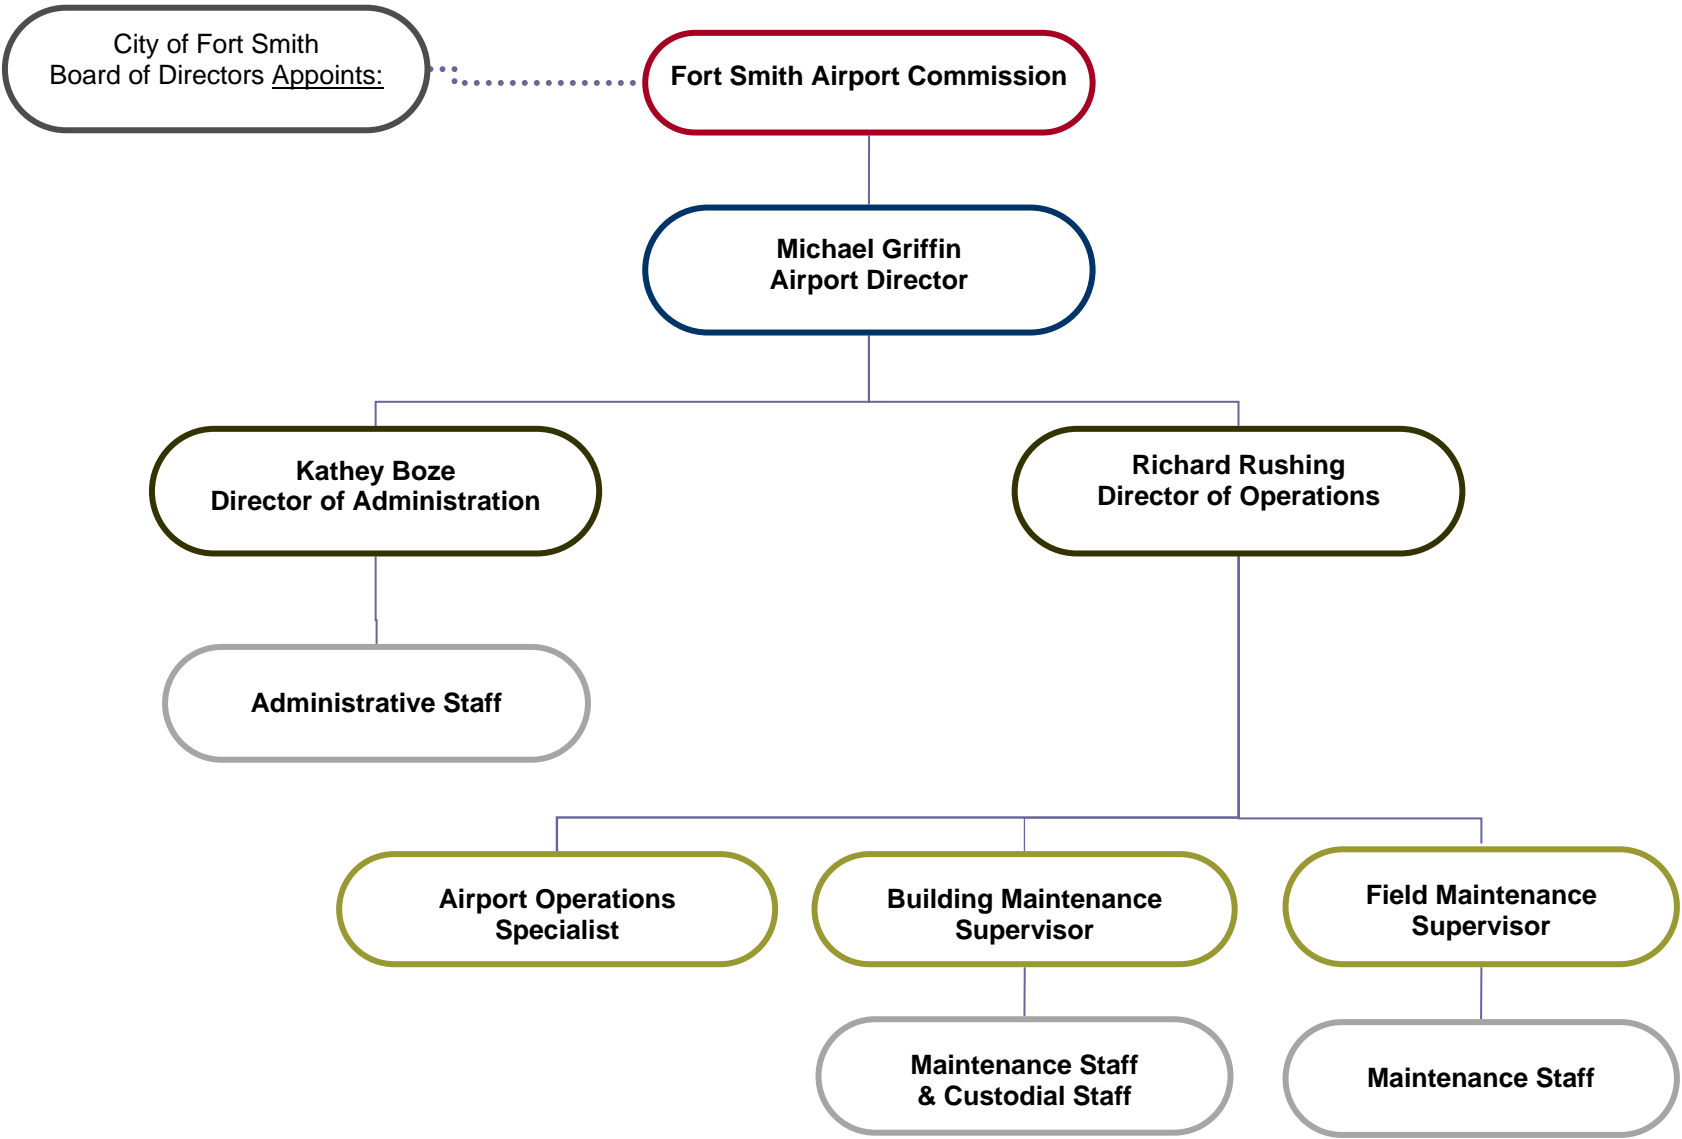 City of Fort Smith
Board of Directors Appoints:
Fort Smith Airport Commission
Michael Griffin
Airport Director
Kathey Boze
Director of Administration
Richard Rushing
Director of Operations
Administrative Staff
Airport Operations
Specialist
Building Maintenance
Supervisor
Field Maintenance
Supervisor
Maintenance Staff
& Custodial Staff
Maintenance Staff